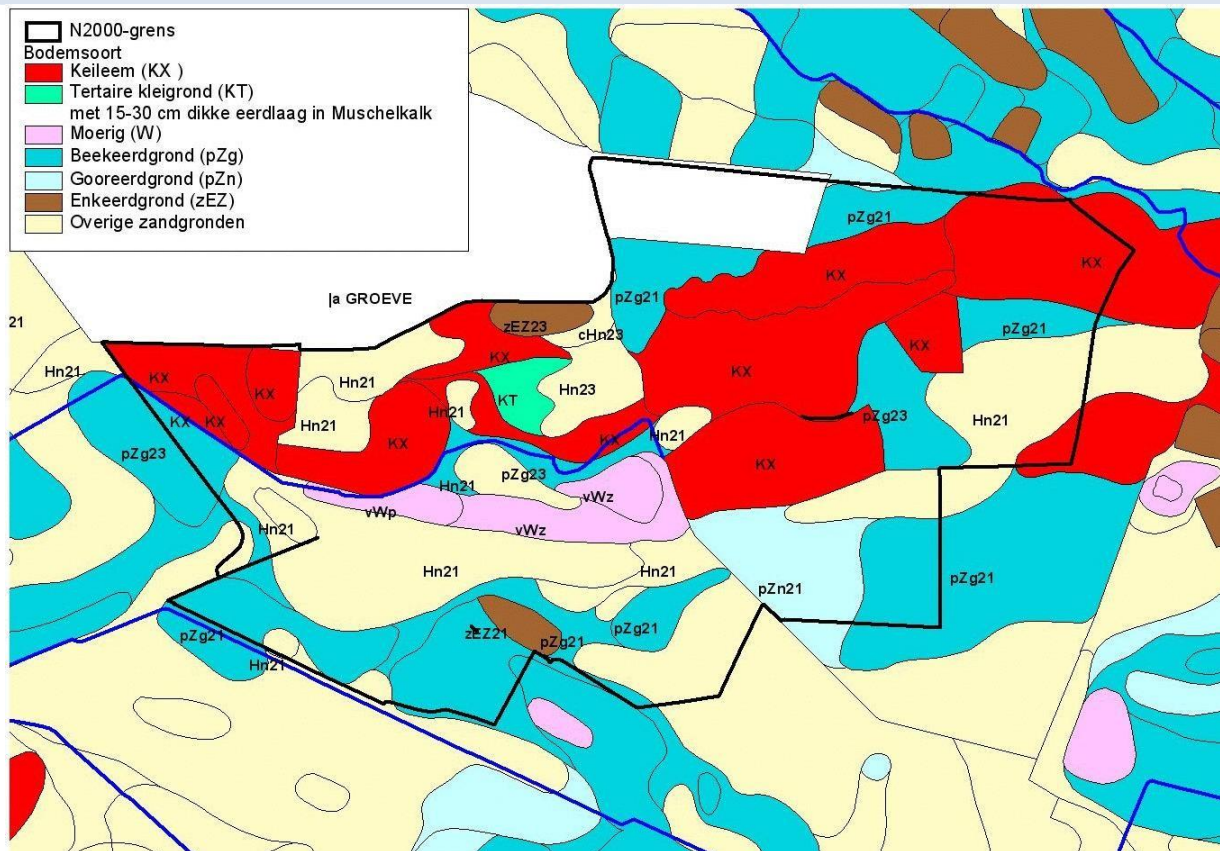 N2000-grens
Bodemsoort
Keileem (KX )
Tertaire kleigrond (KT)
met 15-30 cm dikke eerdlaag in Muschelkalk
Moerig (W)
Beekeerdgrond (pZg)
Gooreerdgrond (pZn)
Enkeerdgrond (zEZ)
Overige zandgronden
pZg21
KX
KX
|a GROEVE
pZg21
21
zEZ23
cHn23
pZg21
KX
KX
Hn21
KX
KX
Hn21
Hn23
KX
KT
Hn21
KX
KX
Hn21
pZg23
Hn21
KX
KX
Hn21
pZg23
KX
pZg23
Hn21
vWz
vWp
Hn21
vWz
Hn21
Hn21
pZg21
pZn21
pZg21
zEZ21
pZg21
pZg21
Hn21